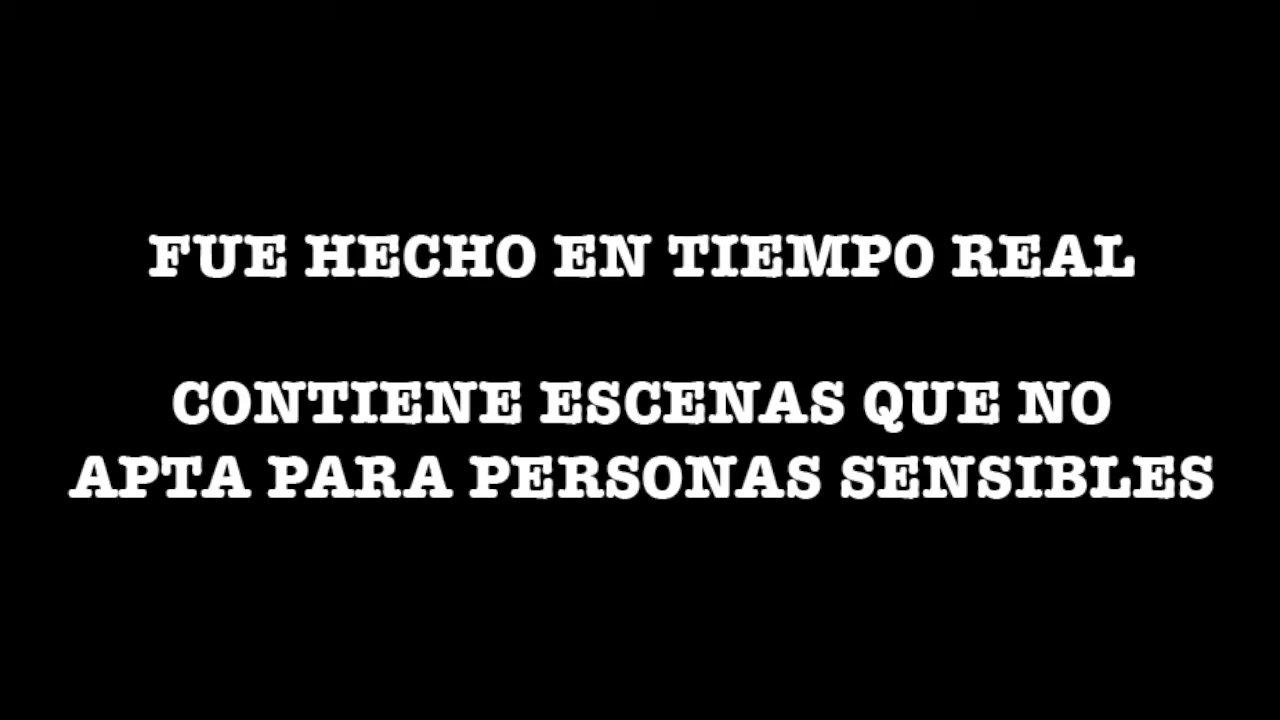 FUE HECHO EN TIEMPO REAL
CONTIENE ESCENAS QUE NO
APTA PARA PERSONAS SENSIBLES